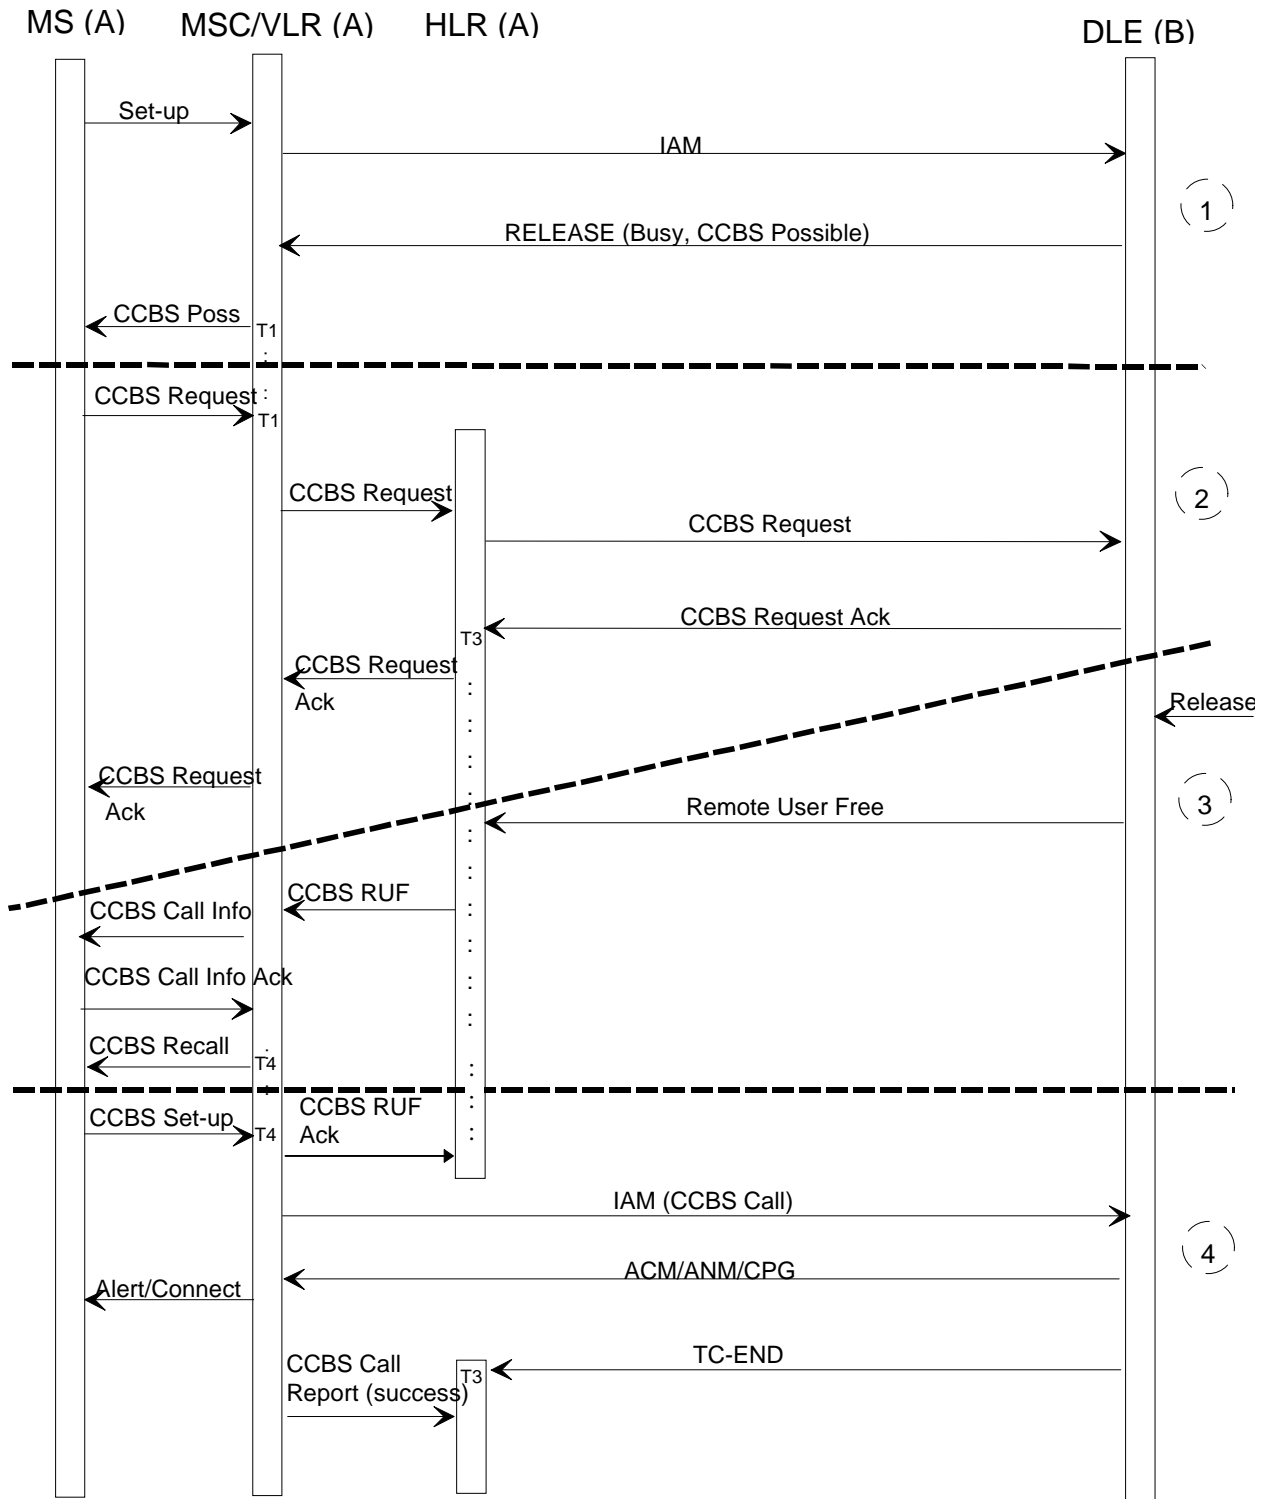 MS (A)
MSC/VLR (A)
HLR (A)
DLE (B)
Set-up
IAM
1
RELEASE (Busy, CCBS Possible)
CCBS Poss
T1
CCBS Request
T1
CCBS Request
2
CCBS Request
CCBS Request Ack
T3
CCBS Request
Ack
Release
CCBS Request
Ack
3
Remote User Free
CCBS RUF
CCBS Call Info
CCBS Call Info Ack
CCBS Recall
T4
CCBS RUF
Ack
CCBS Set-up
T4
IAM (CCBS Call)
4
ACM/ANM/CPG
Alert/Connect
TC-END
CCBS Call
Report (success)
T3